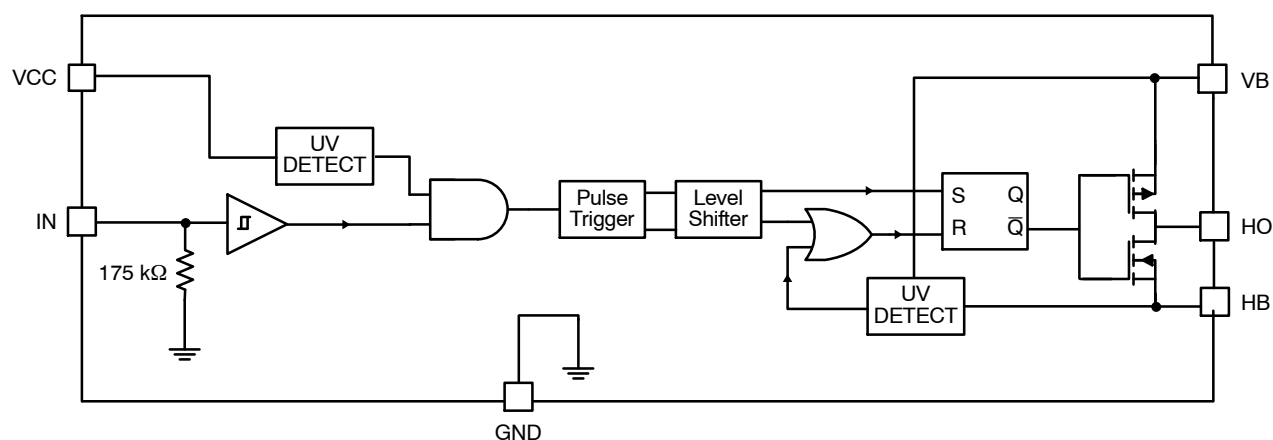 VCC
VB
UV
DETECT
IN
175 kΩ
Pulse
Trigger
Level
Shifter
S Q
R Q̅
HO
UV
DETECT
HB
GND